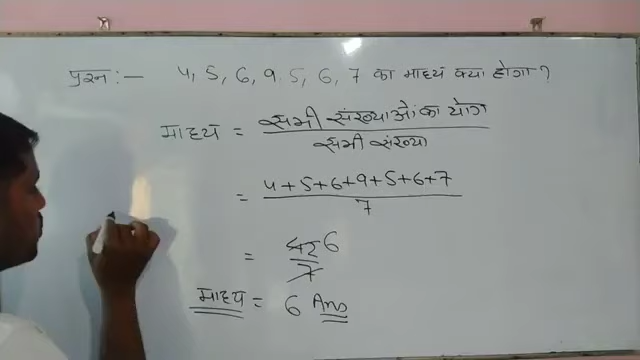 प्रश्न :- 4, 5, 6, 9. 5, 6, 7 का माध्य क्या होगा ?
माध्य = सभी संख्याओं का योग
सभी संख्या
= 4+5+6+9+5+6+7
7
= 42 6
7
माध्य = 6 Ans